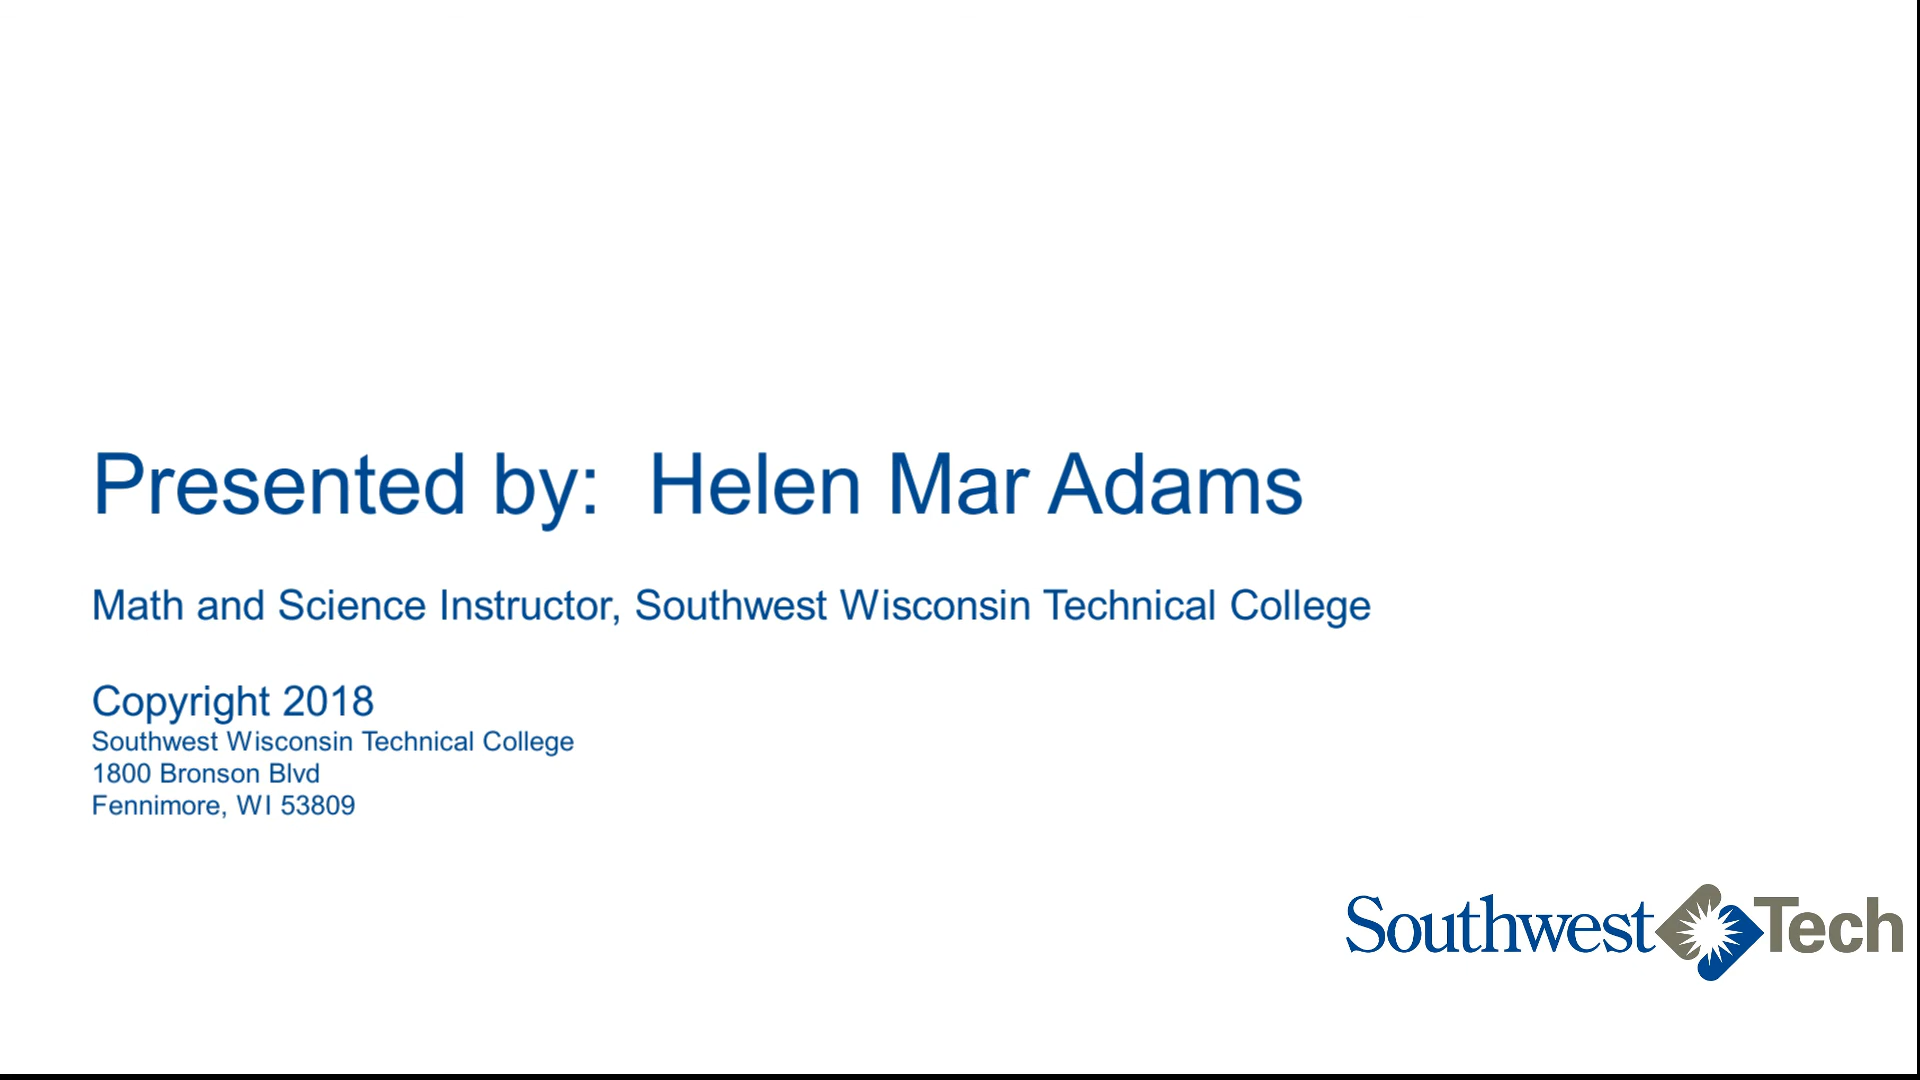 Presented by:  Helen Mar Adams
Math and Science Instructor, Southwest Wisconsin Technical College
Copyright 2018
Southwest Wisconsin Technical College
1800 Bronson Blvd
Fennimore, WI 53809
Southwest Tech